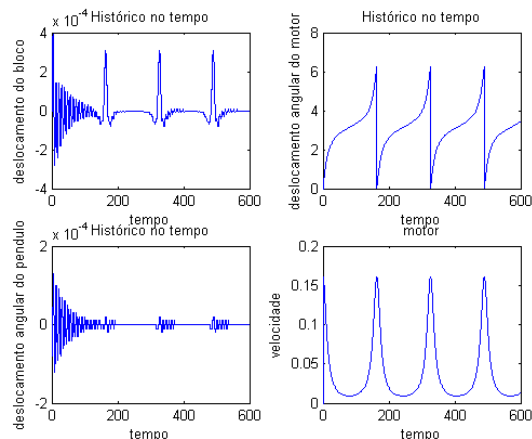 x 10⁻⁴
Histórico no tempo
deslocamento do bloco
4
2
0
-2
-4
0
200
400
600
tempo
Histórico no tempo
deslocamento angular do motor
8
6
4
2
0
0
200
400
600
tempo
x 10⁻⁴
Histórico no tempo
deslocamento angular do pendulo
2
0
-2
0
200
400
600
tempo
motor
velocidade
0.2
0.15
0.1
0.05
0
0
200
400
600
tempo